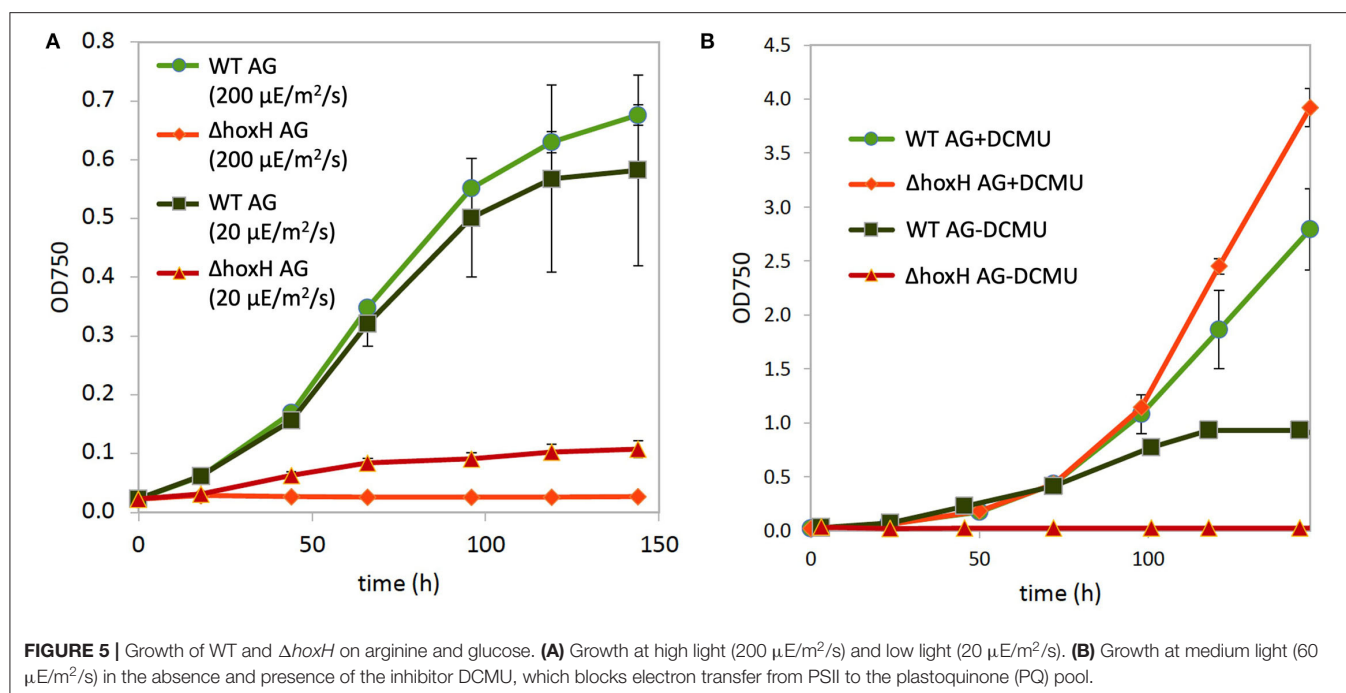 A
0.8
0.7
0.6
0.5
0.4
0.3
0.2
0.1
0.0
OD750
0
50
100
150
time (h)
WT AG
(200 µE/m²/s)
ΔhoxH AG
(200 µE/m²/s)
WT AG
(20 µE/m²/s)
ΔhoxH AG
(20 µE/m²/s)
B
4.5
4.0
3.5
3.0
2.5
2.0
1.5
1.0
0.5
0.0
OD750
0
50
100
time (h)
WT AG+DCMU
ΔhoxH AG+DCMU
WT AG-DCMU
ΔhoxH AG-DCMU
FIGURE 5 | Growth of WT and ΔhoxH on arginine and glucose. (A) Growth at high light (200 µE/m²/s) and low light (20 µE/m²/s). (B) Growth at medium light (60
µE/m²/s) in the absence and presence of the inhibitor DCMU, which blocks electron transfer from PSII to the plastoquinone (PQ) pool.